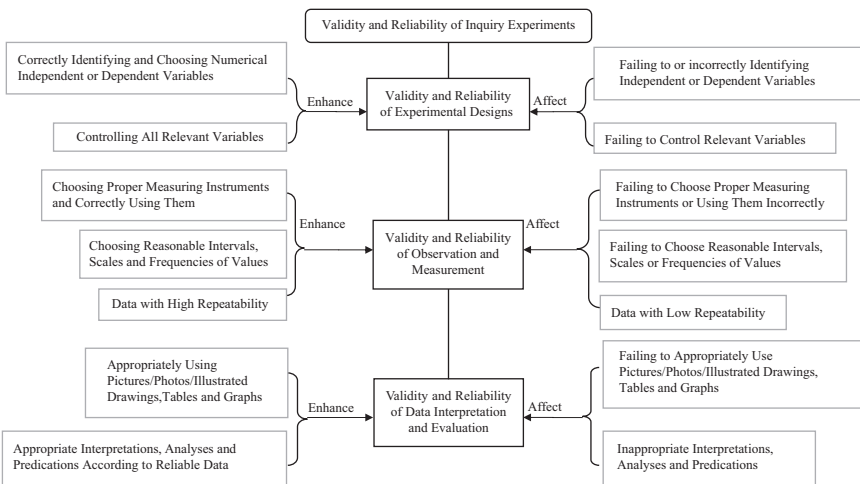 Validity and Reliability of Inquiry Experiments
Correctly Identifying and Choosing Numerical
Independent or Dependent Variables
Controlling All Relevant Variables
Enhance
Validity and Reliability
of Experimental Designs
Affect
Failing to or incorrectly Identifying
Independent or Dependent Variables
Failing to Control Relevant Variables
Choosing Proper Measuring Instruments
and Correctly Using Them
Choosing Reasonable Intervals,
Scales and Frequencies of Values
Data with High Repeatability
Enhance
Validity and Reliability
of Observation and
Measurement
Affect
Failing to Choose Proper Measuring
Instruments or Using Them Incorrectly
Failing to Choose Reasonable Intervals,
Scales or Frequencies of Values
Data with Low Repeatability
Appropriately Using
Pictures/Photos/Illustrated
Drawings,Tables and Graphs
Appropriate Interpretations, Analyses and
Predications According to Reliable Data
Enhance
Validity and Reliability
of Data Interpretation
and Evaluation
Affect
Failing to Appropriately Use
Pictures/Photos/Illustrated Drawings,
Tables and Graphs
Inappropriate Interpretations,
Analyses and Predications